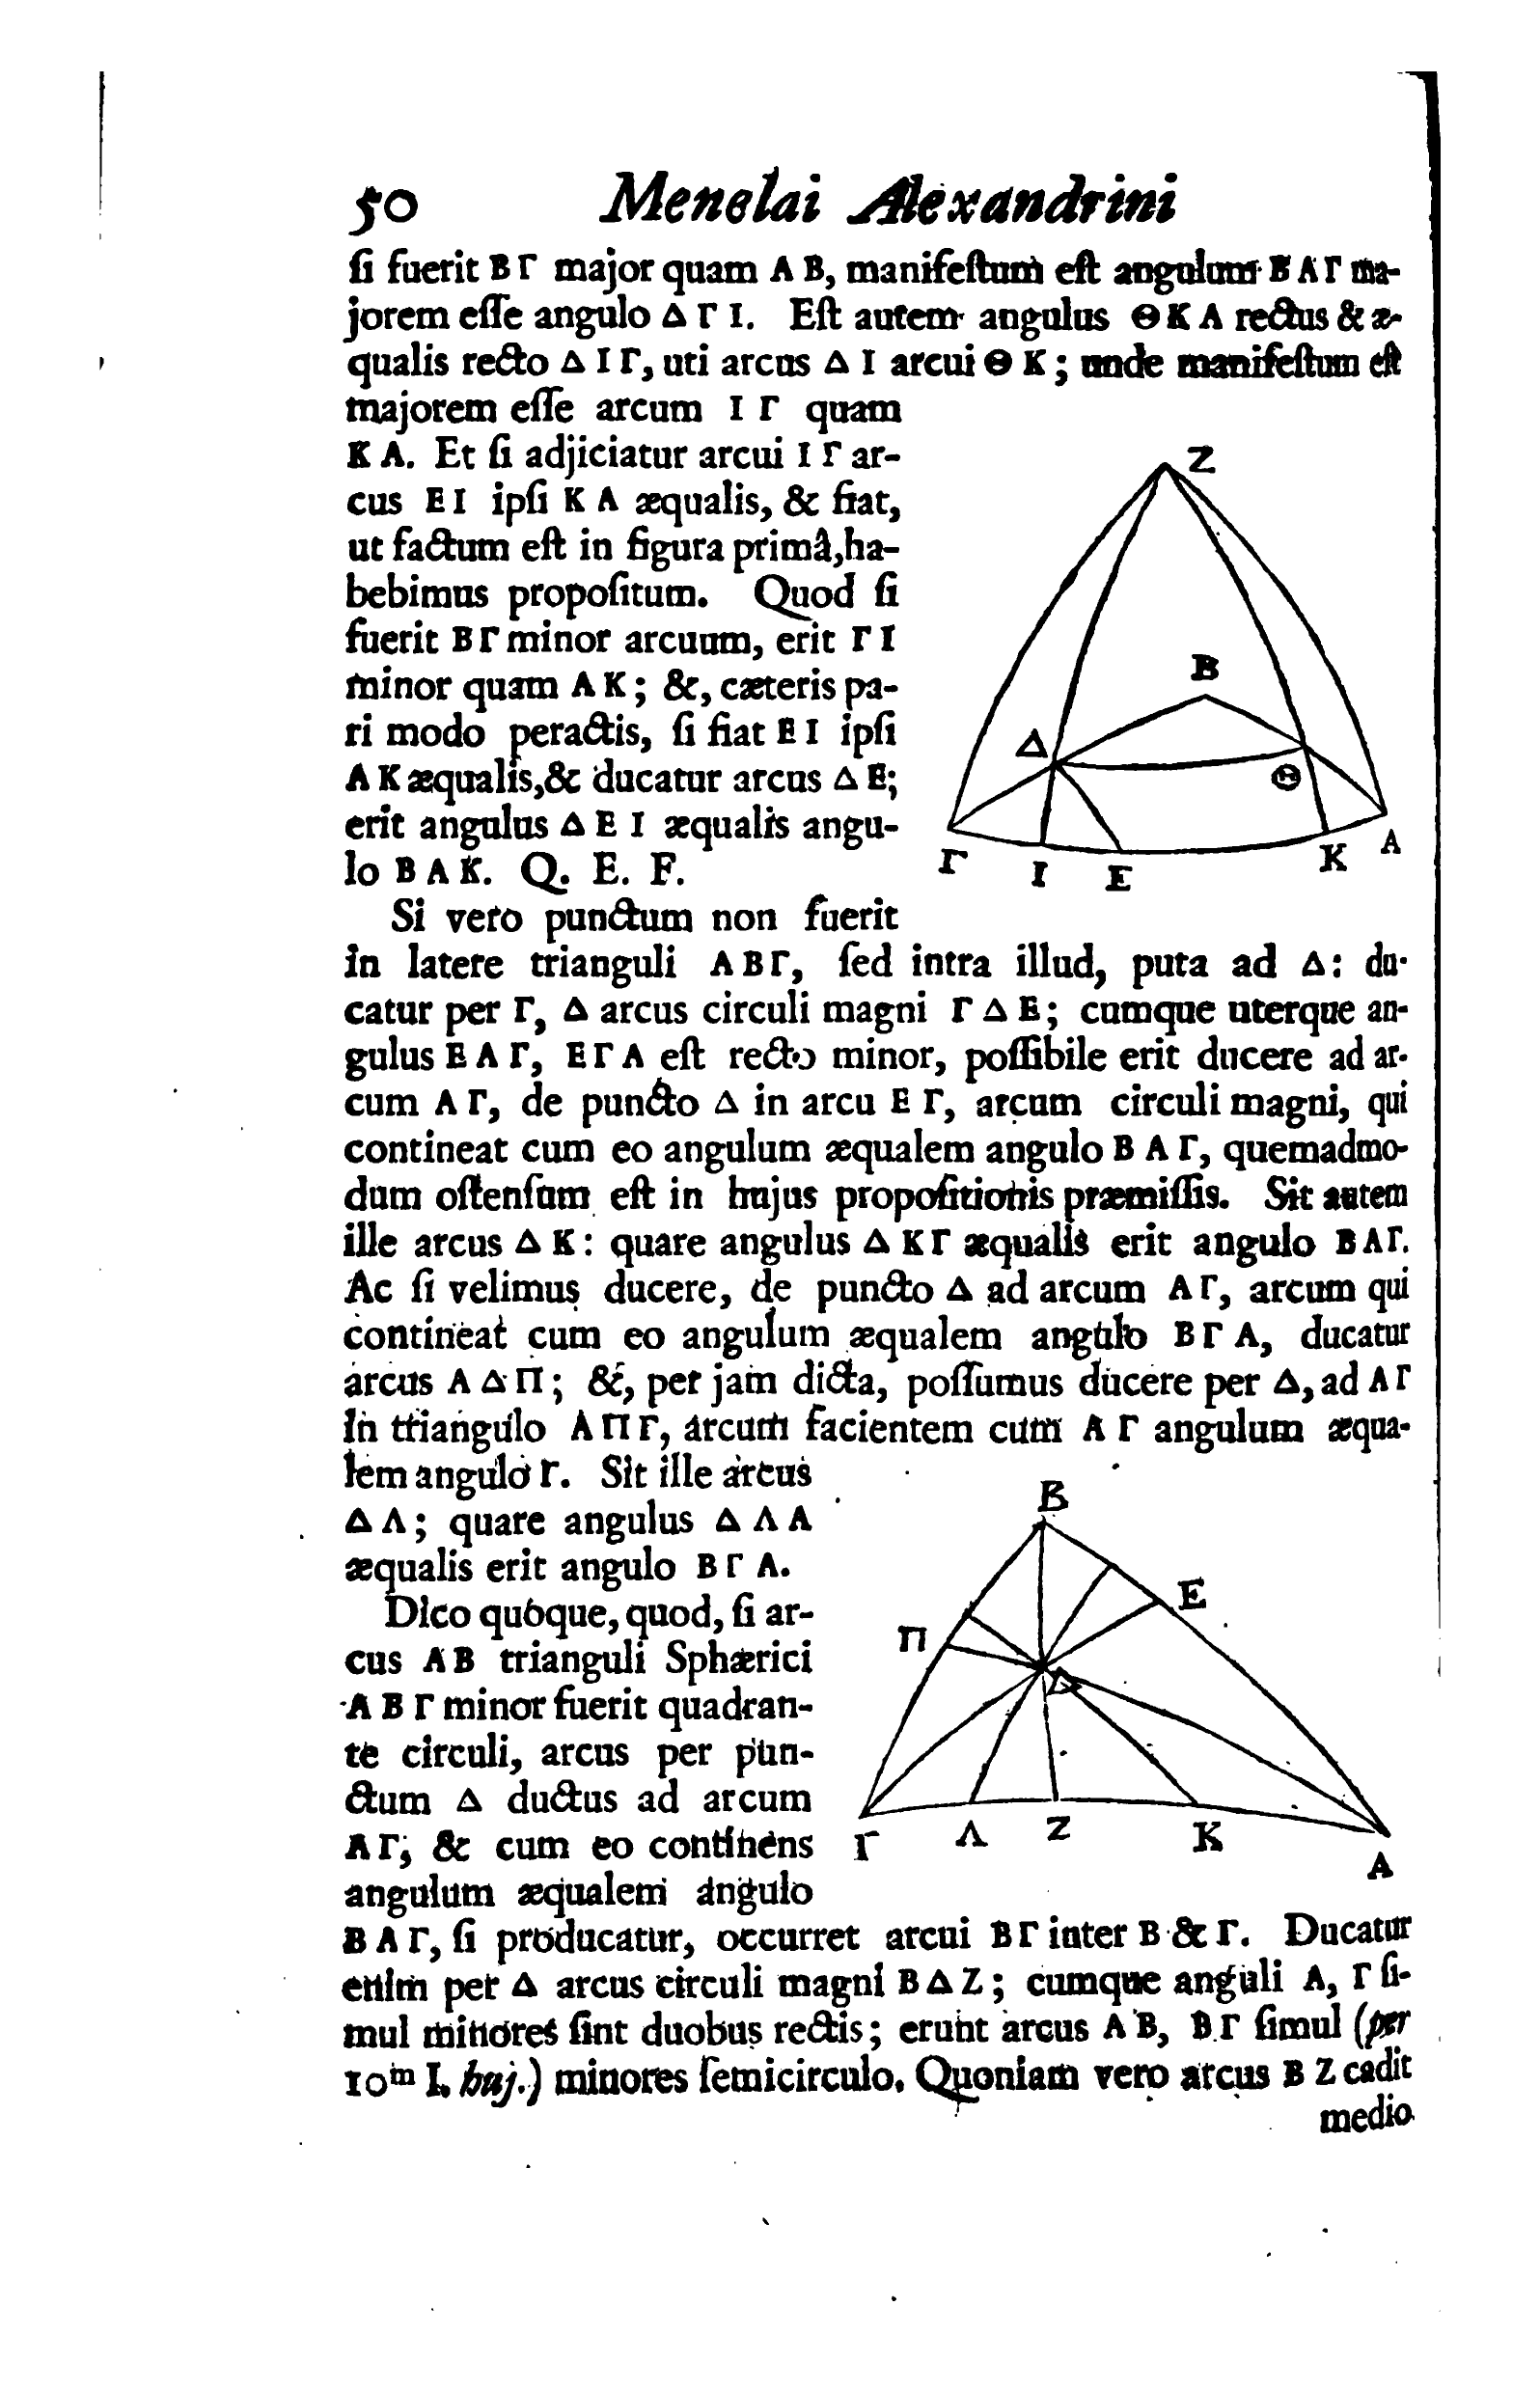 50 Menelai Alexandrini
ſi fuerit Β Γ major quam Α Β, manifeſtum eſt angulum Β Α Γ ma-
jorem eſſe angulo Δ Γ Ι. Eſt autem angulus Θ Κ Α rectus & æ-
qualis recto Δ Ι Γ, uti arcus Δ Ι arcui Θ Κ; unde manifeſtum eſt
majorem eſſe arcum Ι Γ quam
Κ Α. Et ſi adjiciatur arcui Ι Γ ar-
cus Ε Ι ipſi Κ Α æqualis, & fiat,
ut factum eſt in figura primâ, ha-
bebimus propoſitum. Quod ſi
fuerit Β Γ minor arcuum, erit Γ Ι
minor quam Α Κ; &, cæteris pa-
ri modo peractis, ſi fiat Ε Ι ipſi
Α Κ æqualis, & ducatur arcus Δ Ε;
erit angulus Δ Ε Ι æqualis angu-
lo Β Α Κ. Q. E. F.
Ζ
Β
Δ
Θ
Γ Ι Ε Κ Α
Si vero punctum non fuerit
in latere trianguli Α Β Γ, ſed intra illud, puta ad Δ: du-
catur per Γ, Δ arcus circuli magni Γ Δ Ε; cumque uterque an-
gulus Ε Α Γ, Ε Γ Α eſt recto minor, poſſibile erit ducere ad ar-
cum Α Γ, de puncto Δ in arcu Ε Γ, arcum circuli magni, qui
contineat cum eo angulum æqualem angulo Β Α Γ, quemadmo-
dum oſtenſum eſt in hujus propoſitionis præmiſſis. Sit autem
ille arcus Δ Κ: quare angulus Δ Κ Γ æqualis erit angulo Β Α Γ.
Ac ſi velimus ducere, de puncto Δ ad arcum Α Γ, arcum qui
contineat cum eo angulum æqualem angulo Β Γ Α, ducatur
arcus Α Δ Π; &, per jam dicta, poſſumus ducere per Δ, ad Α Γ
in triangulo Α Π Γ, arcum facientem cum Α Γ angulum æqua-
lem angulo Γ. Sit ille arcus
Δ Λ; quare angulus Δ Λ Α
æqualis erit angulo Β Γ Α.
Dico quoque, quod, ſi ar-
cus Α Β trianguli Sphærici
Α Β Γ minor fuerit quadran-
te circuli, arcus per pun-
ctum Δ ductus ad arcum
Α Γ, & cum eo continens
angulum æqualem angulo
Β
Ε
Π
Δ
Γ Λ Ζ Κ Α
Β Α Γ, ſi producatur, occurret arcui Β Γ inter Β & Γ. Ducatur
enim per Δ arcus circuli magni Β Δ Ζ; cumque anguli Α, Γ ſi-
mul minores ſint duobus rectis; erunt arcus Α Β, Β Γ ſimul (per
10m I. huj.) minores ſemicirculo. Quoniam vero arcus Β Ζ cadit
medio